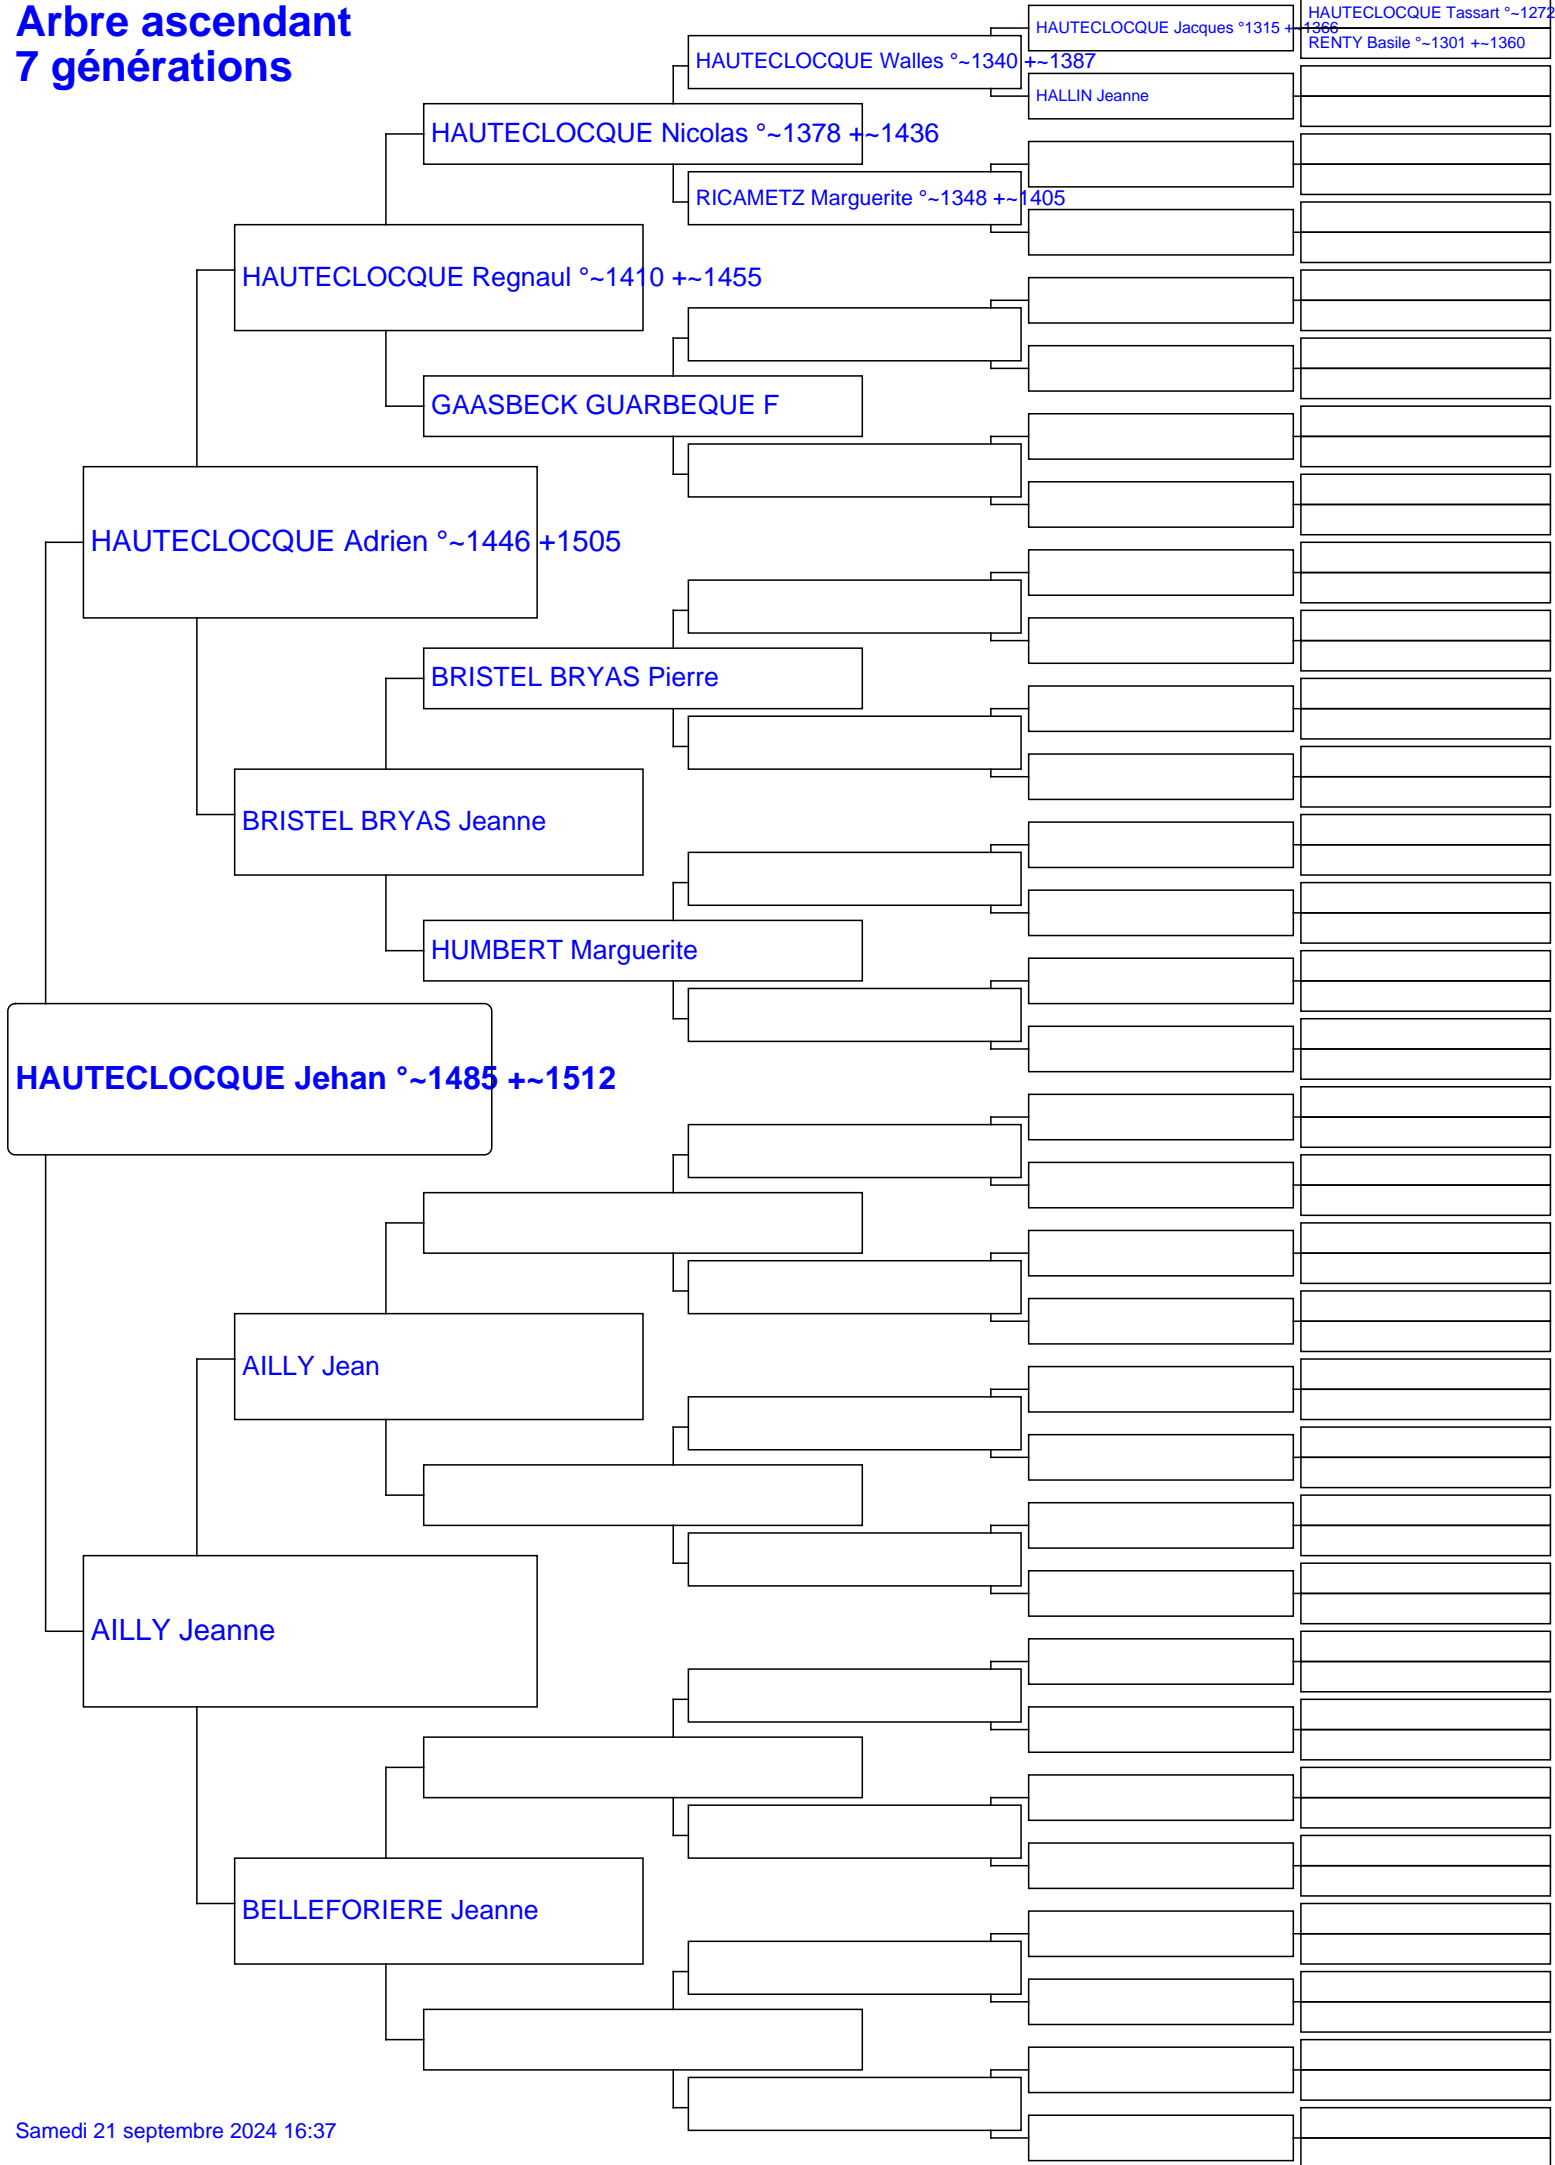 Arbre ascendant
7 générations
HAUTECLOCQUE Tassart °~1272
HAUTECLOCQUE Jacques °1315 +~1366
RENTY Basile °~1301 +~1360
HAUTECLOCQUE Walles °~1340 +~1387
HALLIN Jeanne
HAUTECLOCQUE Nicolas °~1378 +~1436
RICAMETZ Marguerite °~1348 +~1405
HAUTECLOCQUE Regnaul °~1410 +~1455
GAASBECK GUARBEQUE F
HAUTECLOCQUE Adrien °~1446 +1505
BRISTEL BRYAS Pierre
BRISTEL BRYAS Jeanne
HUMBERT Marguerite
HAUTECLOCQUE Jehan °~1485 +~1512
AILLY Jean
AILLY Jeanne
BELLEFORIERE Jeanne
Samedi 21 septembre 2024 16:37